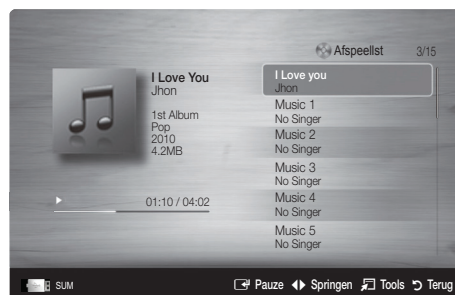 Afspeellst 3/15
I Love You
Jhon
1st Album
Pop
2010
4.2MB
01:10 / 04:02
I Love you
Jhon
Music 1
No Singer
Music 2
No Singer
Music 3
No Singer
Music 4
No Singer
Music 5
No Singer
SUM
Pauze Springen Tools Terug